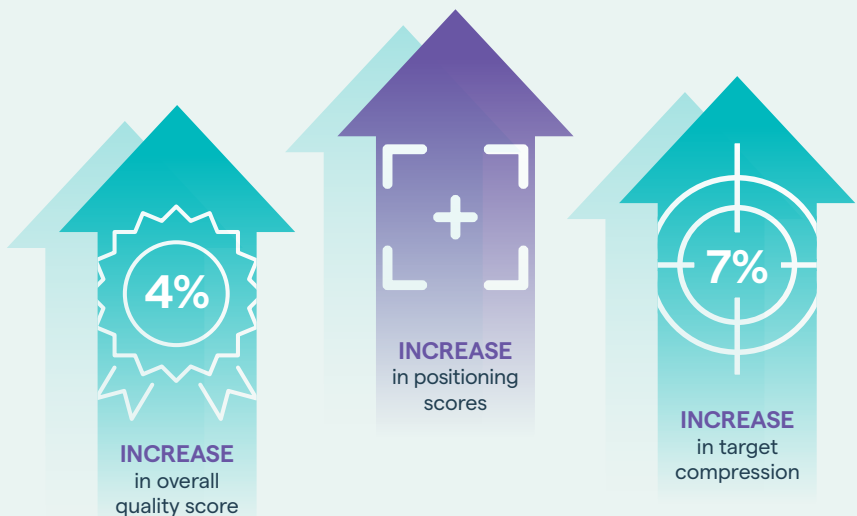 4%
INCREASE
in overall
quality score
INCREASE
in positioning
scores
7%
INCREASE
in target
compression